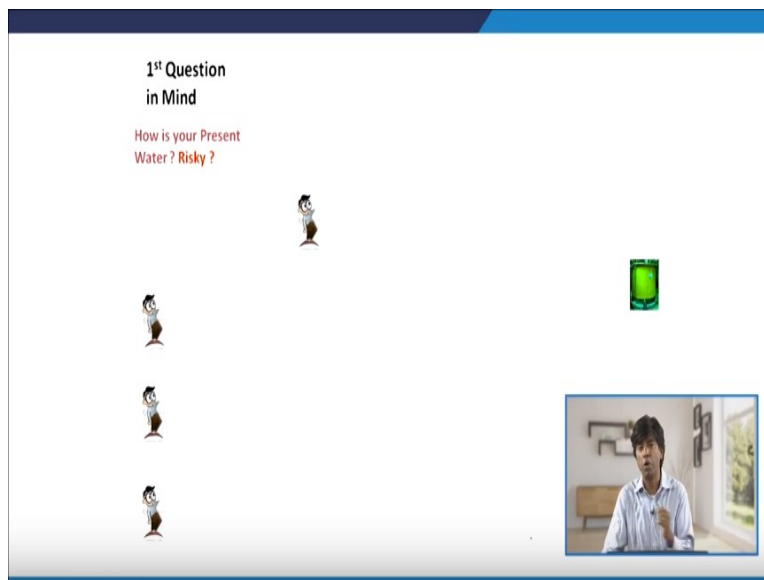 1st Question
in Mind
How is your Present
Water ? Risky ?